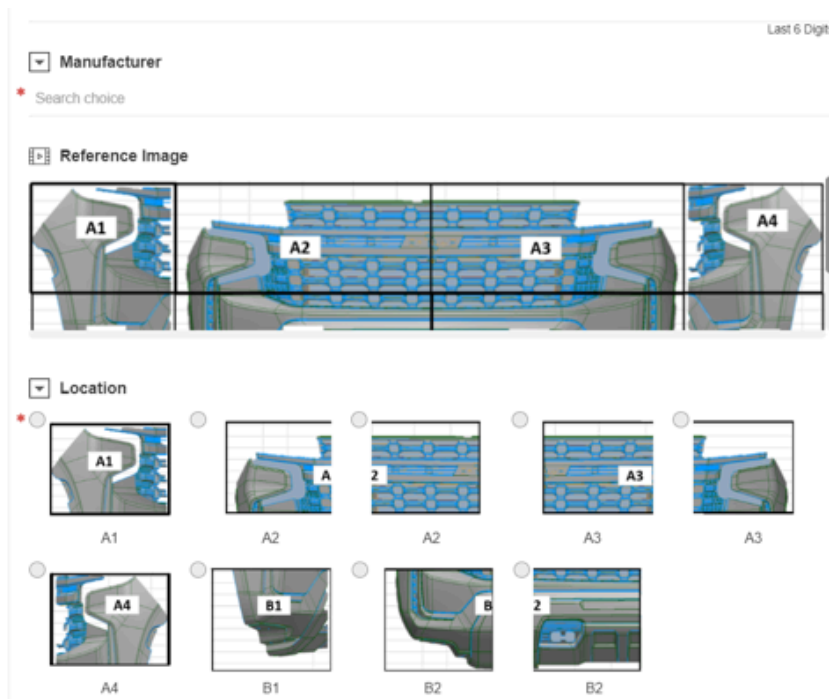 Last 6 Digit
Manufacturer
* Search choice
Reference Image
A1
A2
A3
A4
Location
*
A1
A
2
A3
A1
A2
A2
A3
A3
A4
B1
B
2
A4
B1
B2
B2